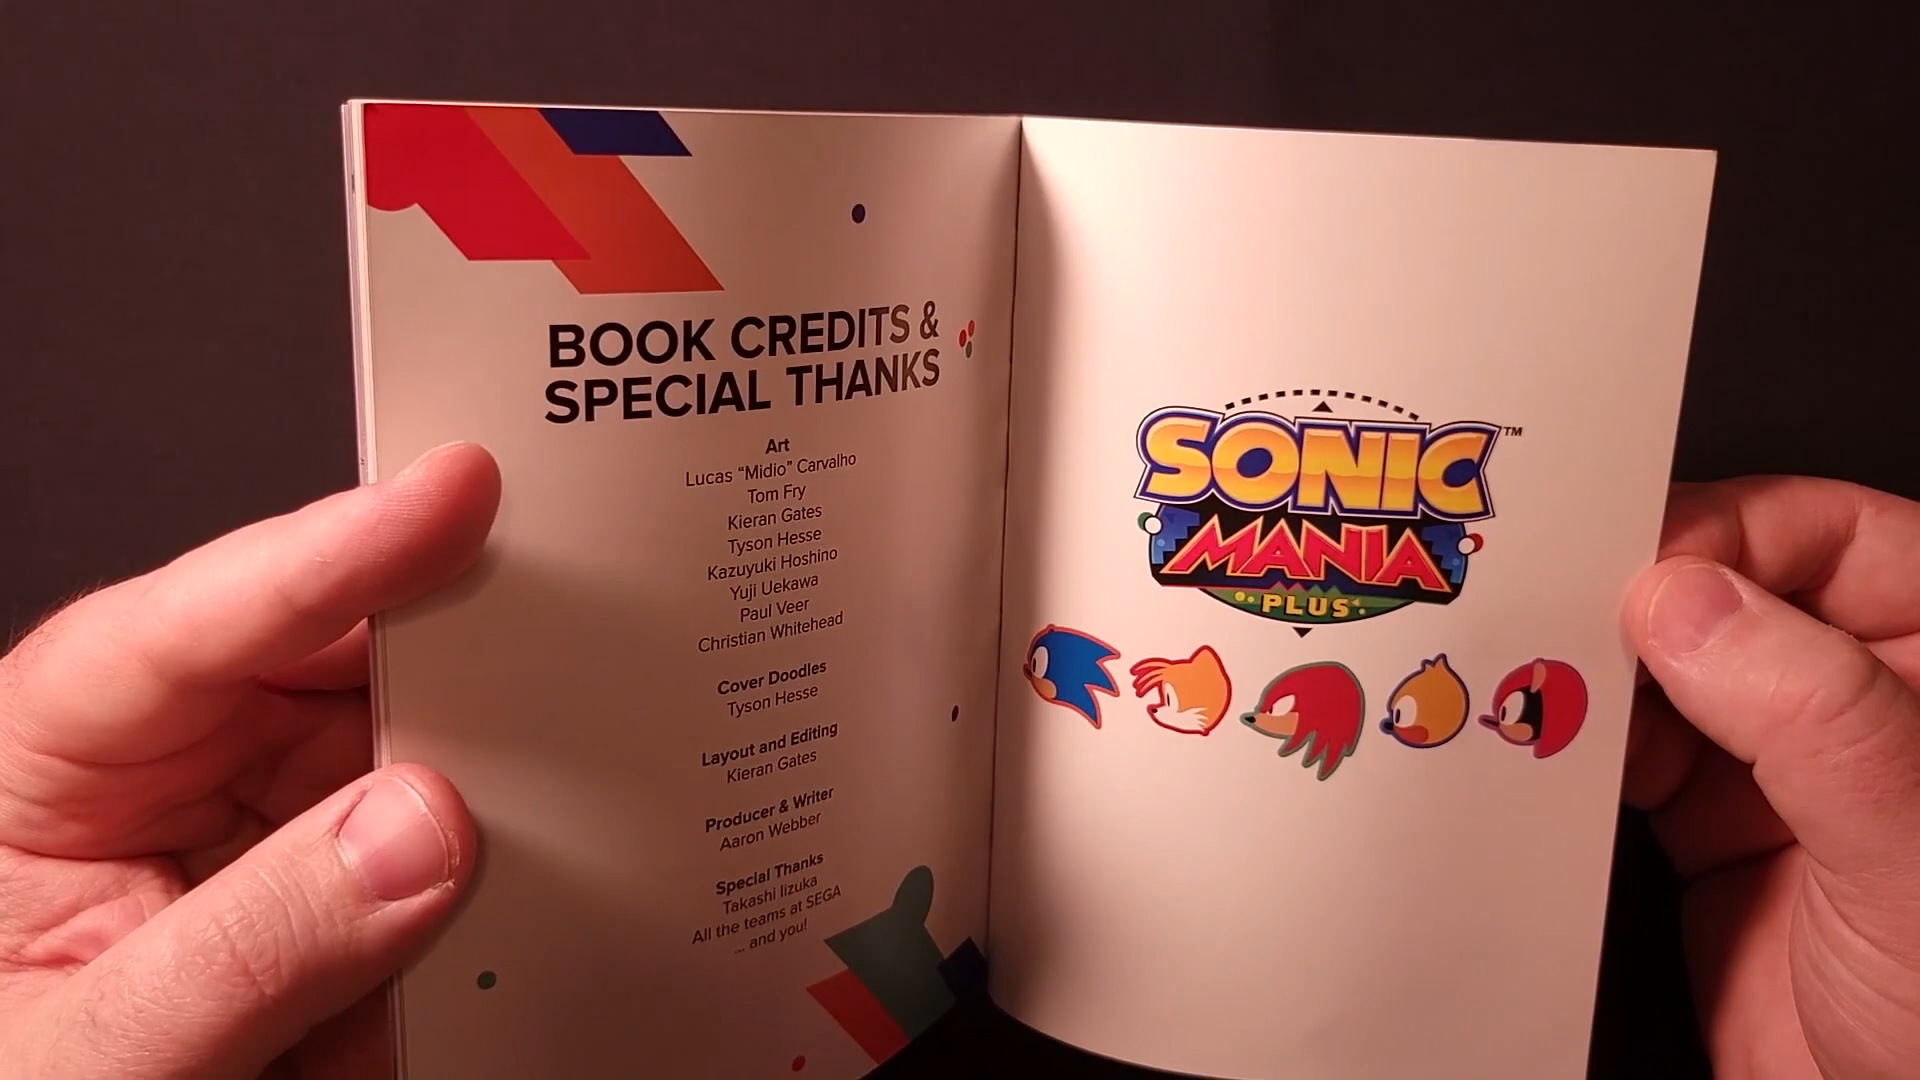 BOOK CREDITS &
SPECIAL THANKS
Art
Lucas “Midio” Carvalho
Tom Fry
Kieran Gates
Tyson Hesse
Kazuyuki Hoshino
Yuji Uekawa
Paul Veer
Christian Whitehead
Cover Doodles
Tyson Hesse
Layout and Editing
Kieran Gates
Producer & Writer
Aaron Webber
Special Thanks
Takashi Iizuka
All the teams at SEGA
... and you!
SONIC™
MANIA
PLUS